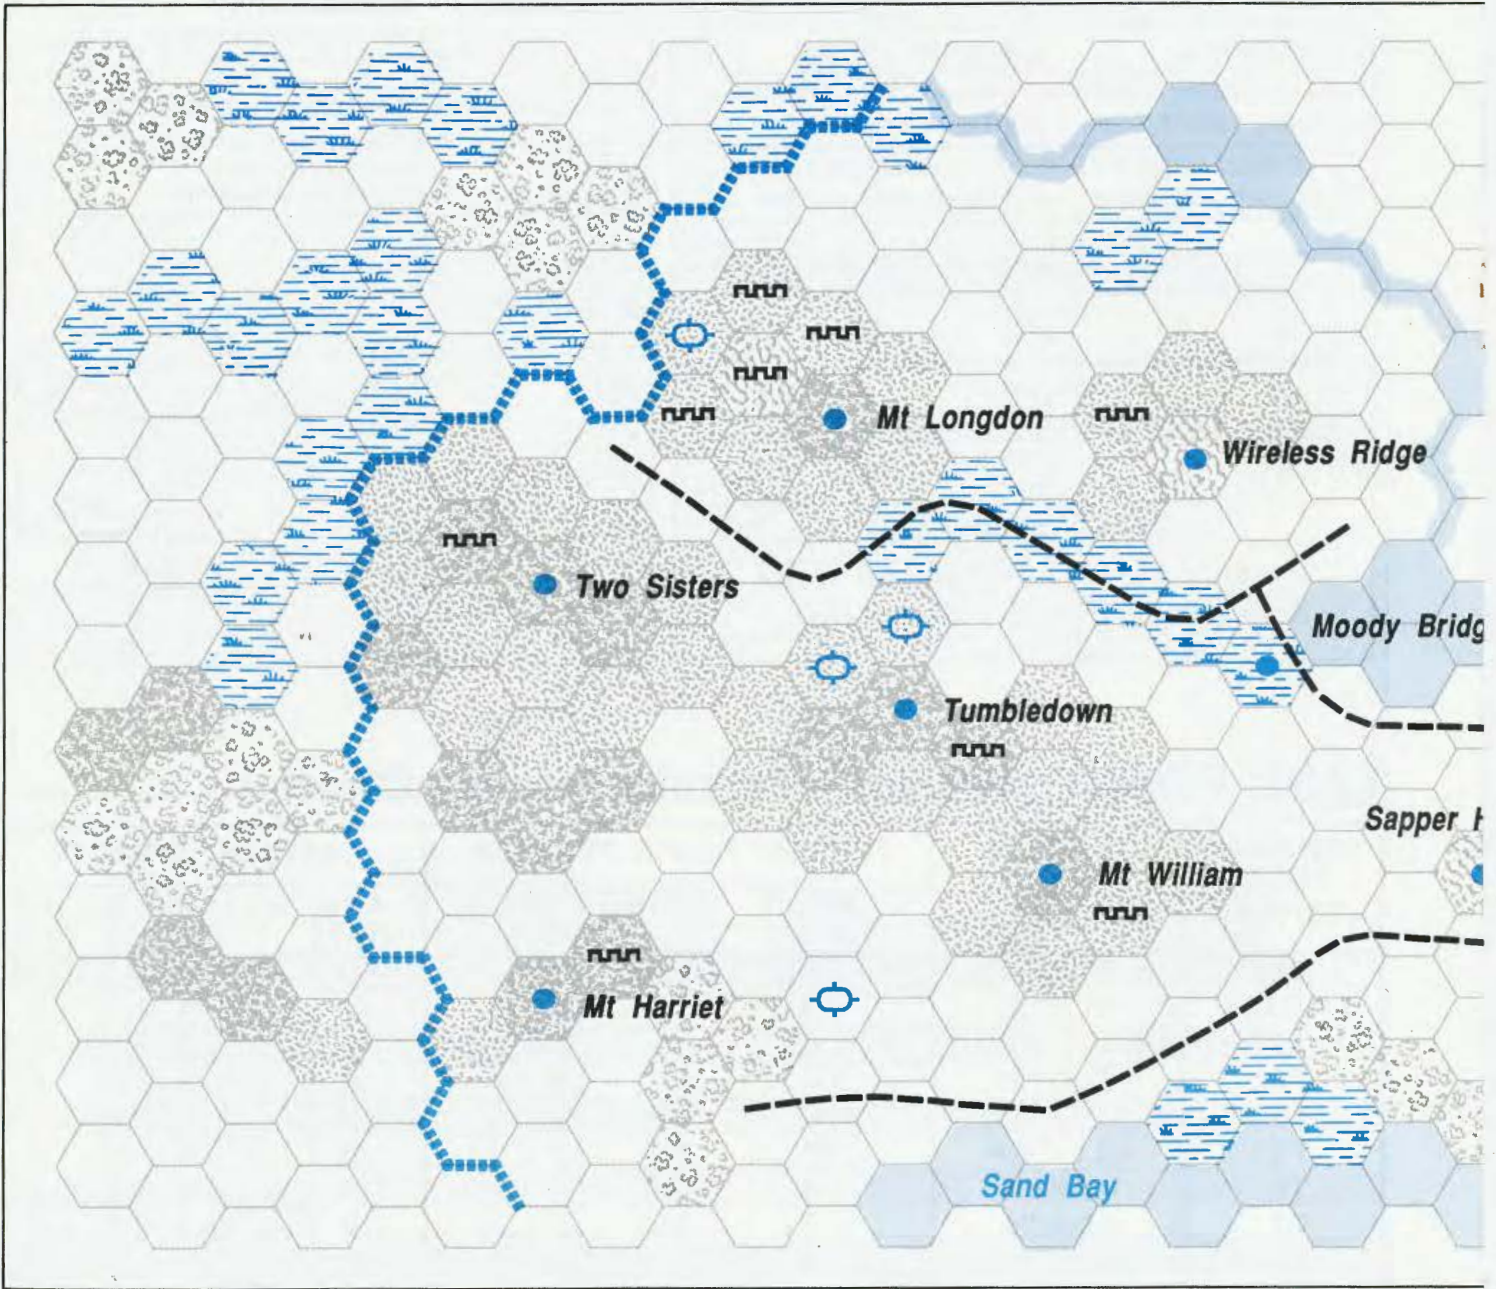 Mt Longdon
Wireless Ridge
Two Sisters
Moody Bridg
Tumbledown
Sapper
Mt William
Mt Harriet
Sand Bay